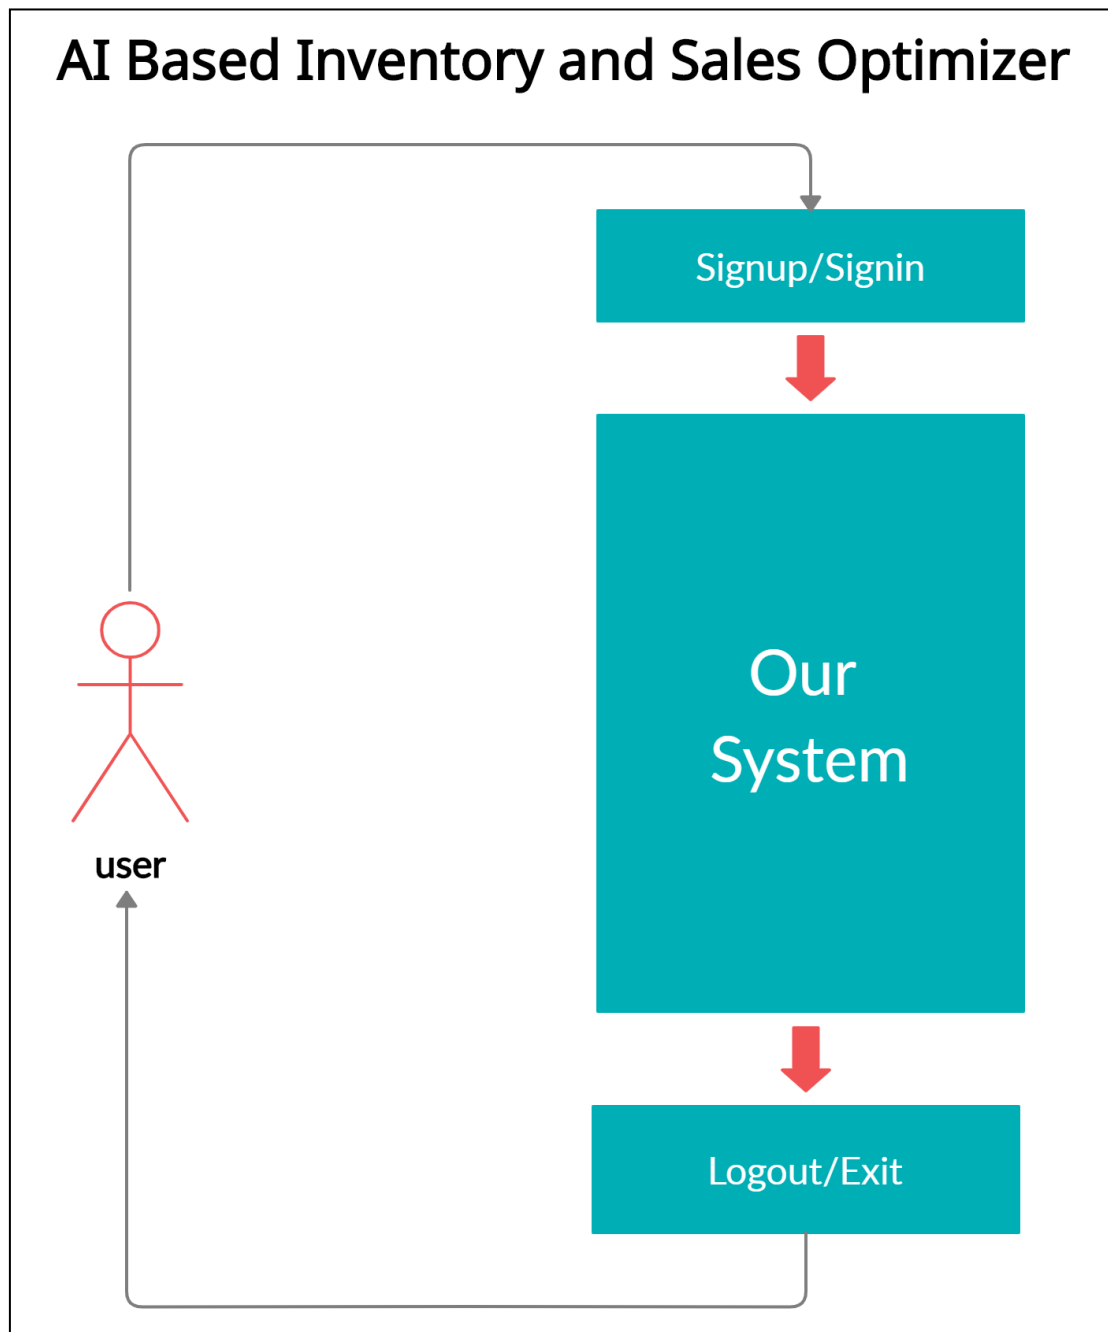 AI Based Inventory and Sales Optimizer
Signup/Signin
Our
System
user
Logout/Exit